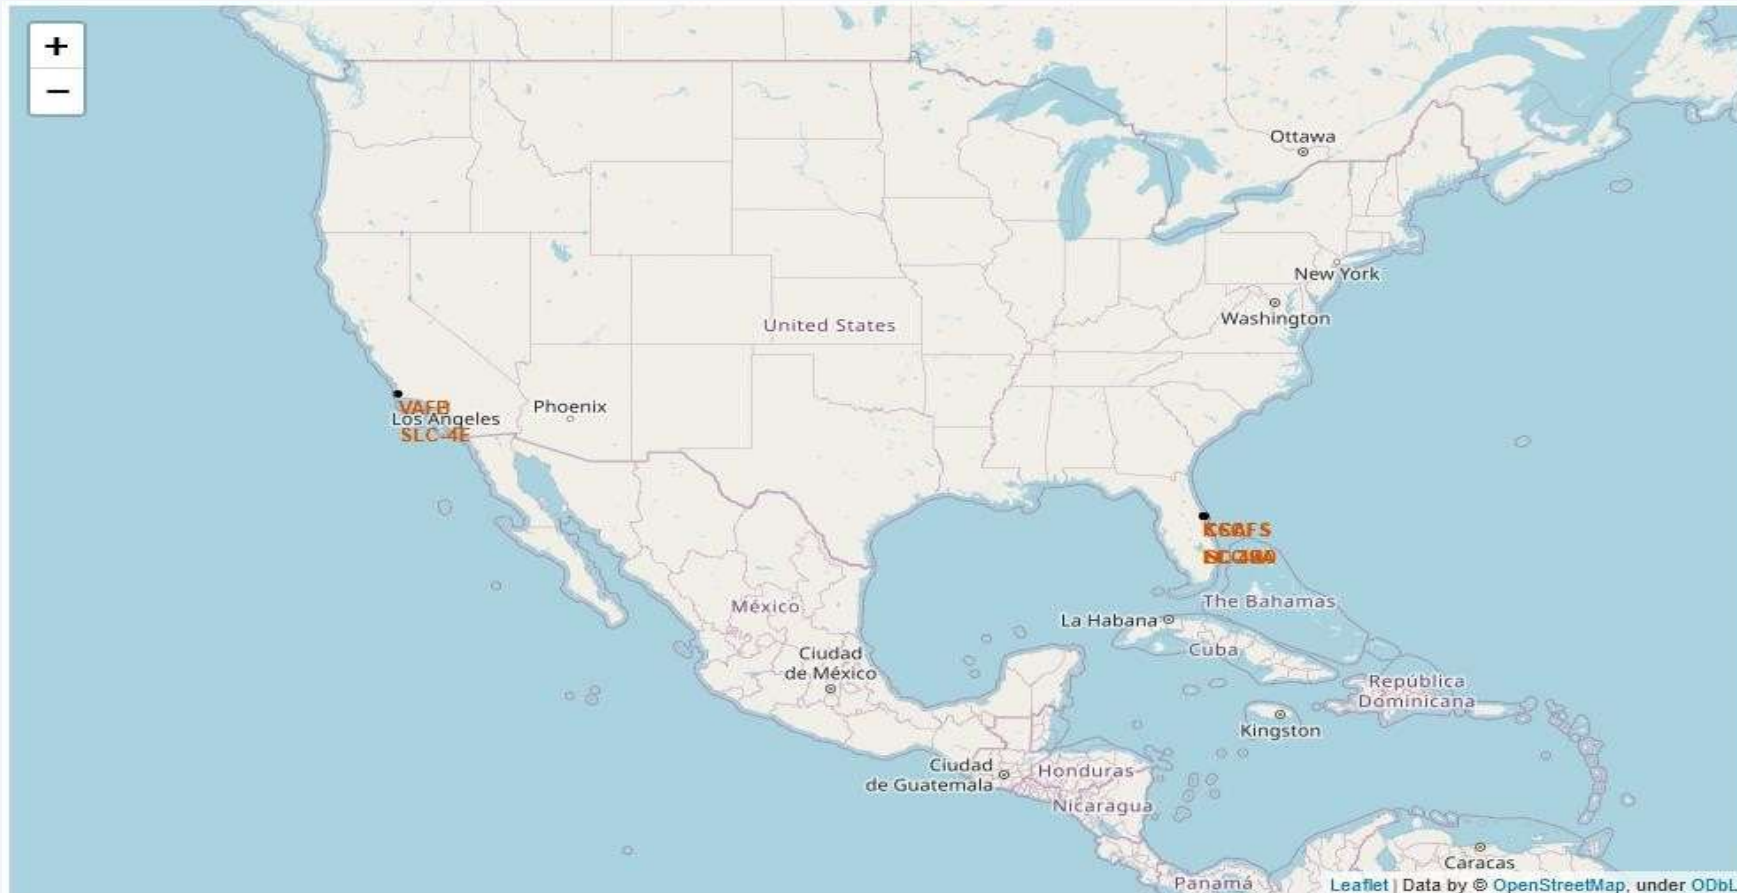 +
−
Ottawa
New York
Washington
United States
Phoenix
VAFB
Los Angeles
SLC-4E
The Bahamas
México
La Habana
Cuba
Ciudad
de México
República
Dominicana
Kingston
Ciudad
de Guatemala
Honduras
Nicaragua
Caracas
Panamá
Leaflet | Data by © OpenStreetMap, under ODbL